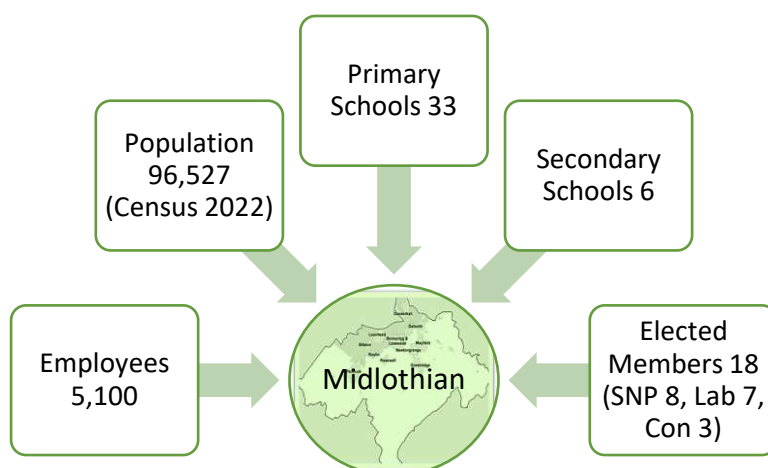 Primary
Schools 33
Population
96,527
(Census 2022)
Secondary
Schools 6
Employees
5,100
Midlothian
Elected
Members 18
(SNP 8, Lab 7,
Con 3)